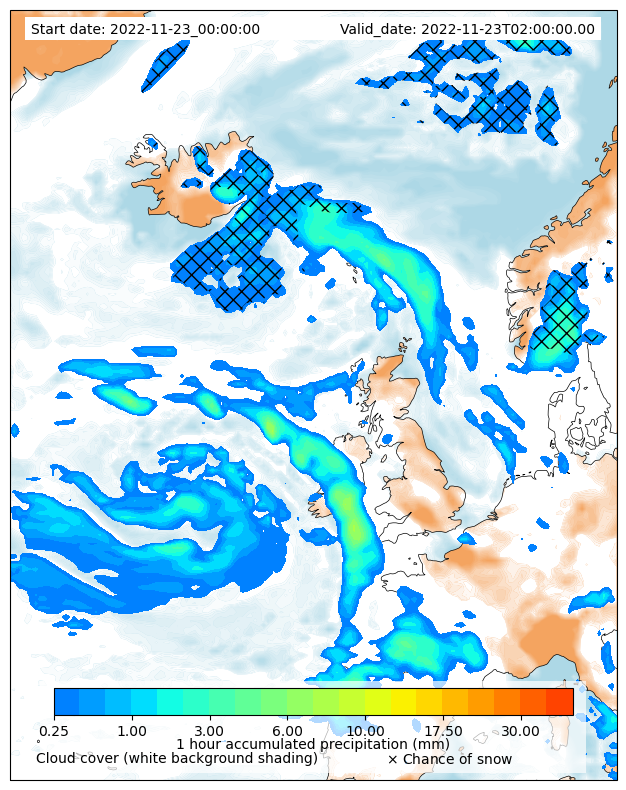 Start date: 2022-11-23_00:00:00 Valid_date: 2022-11-23T02:00:00.00
0.25 1.00 3.00 6.00 10.00 17.50 30.00
1 hour accumulated precipitation (mm)
Cloud cover (white background shading) × Chance of snow